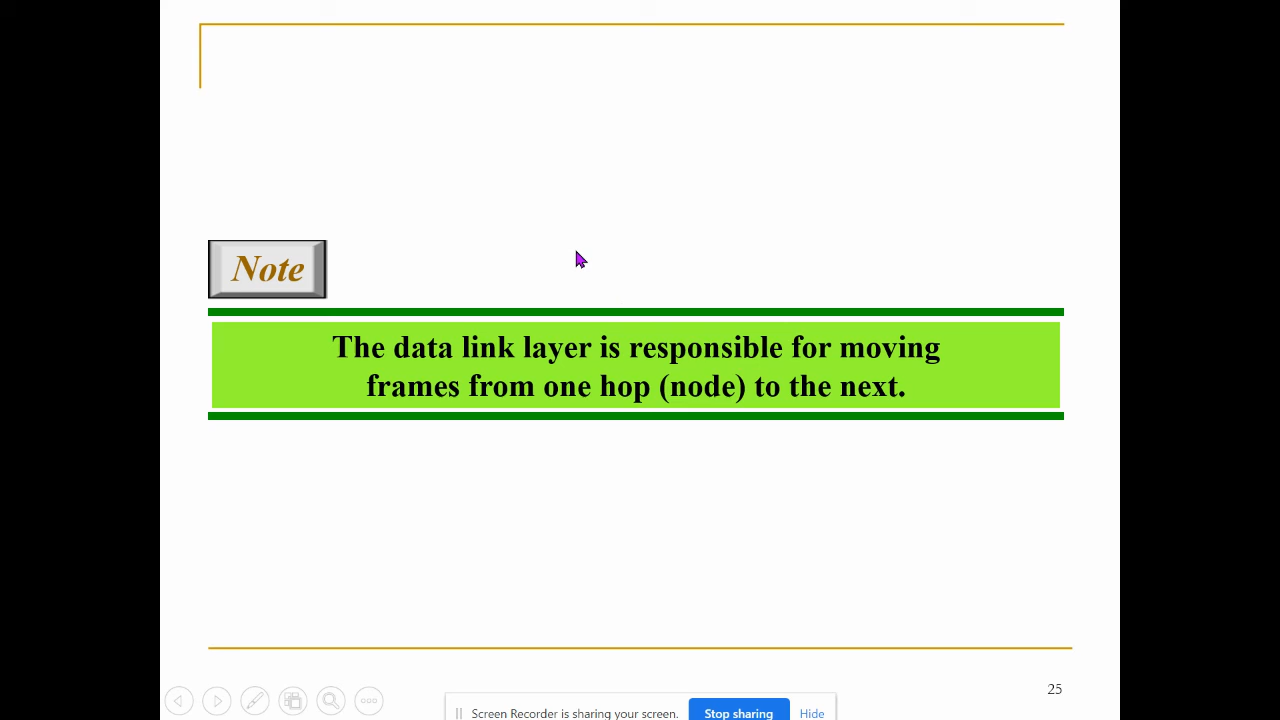 Note
The data link layer is responsible for moving
frames from one hop (node) to the next.
25
Screen Recorder is sharing your screen.
Stop sharing
Hide